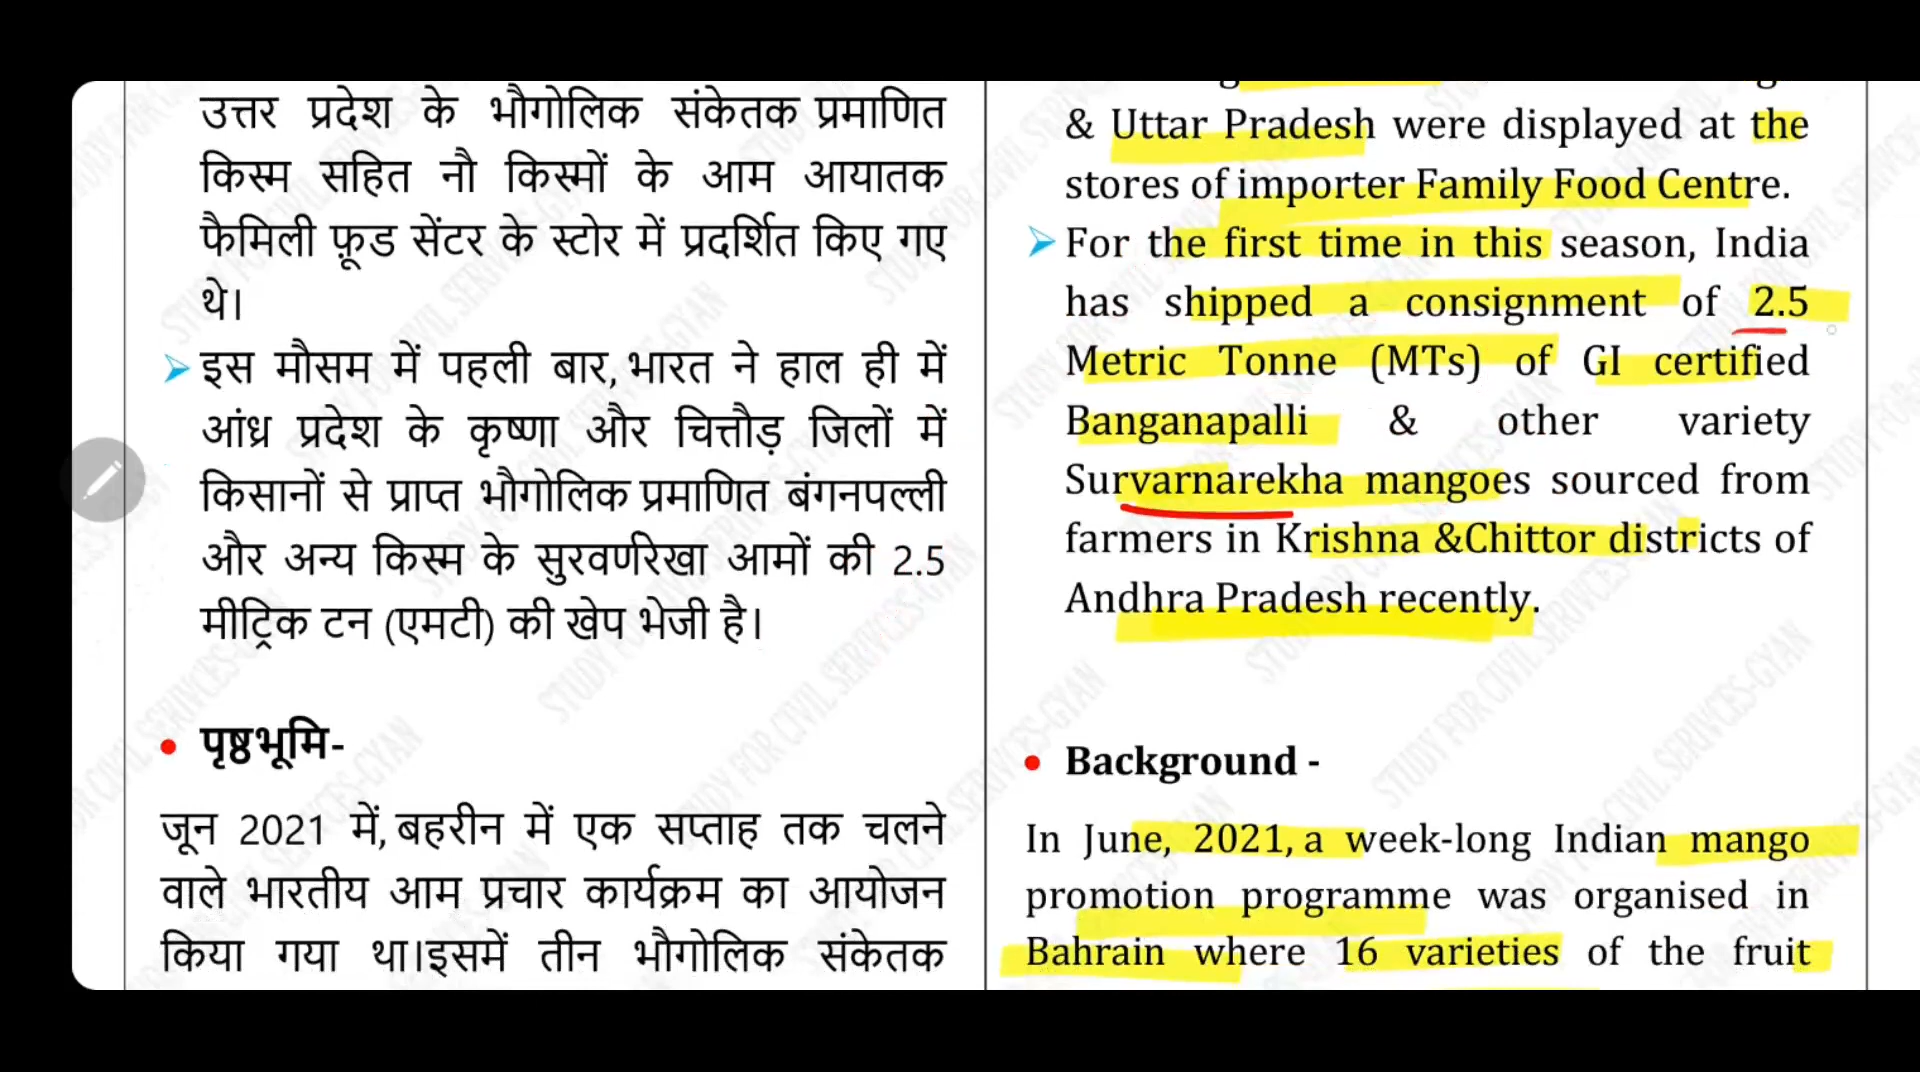 उत्तर प्रदेश के भौगोलिक संकेतक प्रमाणित
किस्म सहित नौ किस्मों के आम आयातक
फैमिली फ़ूड सेंटर के स्टोर में प्रदर्शित किए गए
थे।
इस मौसम में पहली बार, भारत ने हाल ही में
आंध्र प्रदेश के कृष्णा और चित्तौड़ जिलों में
किसानों से प्राप्त भौगोलिक प्रमाणित बंगनपल्ली
और अन्य किस्म के सुरवर्णरेखा आमों की 2.5
मीट्रिक टन (एमटी) की खेप भेजी है।
पृष्ठभूमि-
जून 2021 में, बहरीन में एक सप्ताह तक चलने
वाले भारतीय आम प्रचार कार्यक्रम का आयोजन
किया गया था।इसमें तीन भौगोलिक संकेतक
& Uttar Pradesh were displayed at the
stores of importer Family Food Centre.
For the first time in this season, India
has shipped a consignment of 2.5
Metric Tonne (MTs) of GI certified
Banganapalli & other variety
Survarnarekha mangoes sourced from
farmers in Krishna &Chittor districts of
Andhra Pradesh recently.
Background -
In June, 2021, a week-long Indian mango
promotion programme was organised in
Bahrain where 16 varieties of the fruit
STUDY FOR CIVIL SERIVCES-GYAN